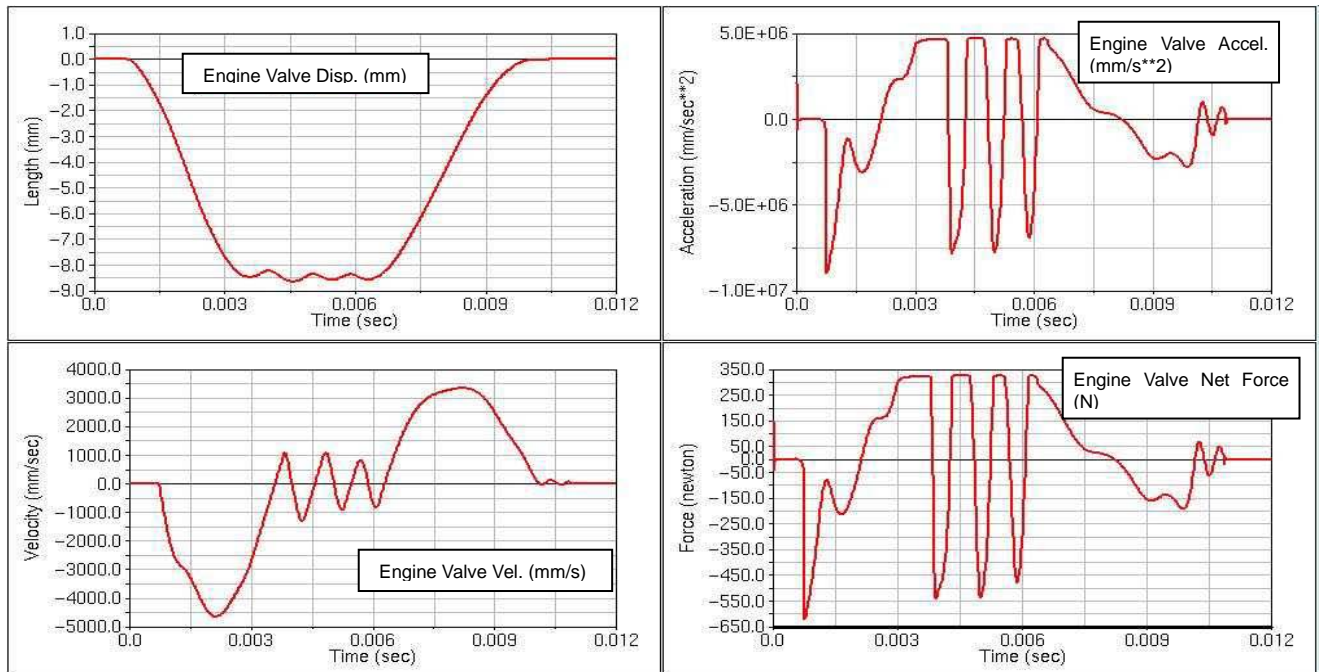 1.0
0.0
-1.0
-2.0
-3.0
-4.0
-5.0
-6.0
-7.0
-8.0
-9.0
Length (mm)
Engine Valve Disp. (mm)
0.0 0.003 0.006 0.009 0.012
Time (sec)
5.0E+06
0.0
-5.0E+06
-1.0E+07
Acceleration (mm/sec**2)
Engine Valve Accel.
(mm/s**2)
0.0 0.003 0.006 0.009 0.012
Time (sec)
4000.0
3000.0
2000.0
1000.0
0.0
-1000.0
-2000.0
-3000.0
-4000.0
-5000.0
Velocity (mm/sec)
Engine Valve Vel. (mm/s)
0.0 0.003 0.006 0.009 0.012
Time (sec)
350.0
250.0
150.0
50.0
0.0
-50.0
-150.0
-250.0
-350.0
-450.0
-550.0
-650.0
Force (newton)
Engine Valve Net Force
(N)
0.0 0.003 0.006 0.009 0.012
Time (sec)